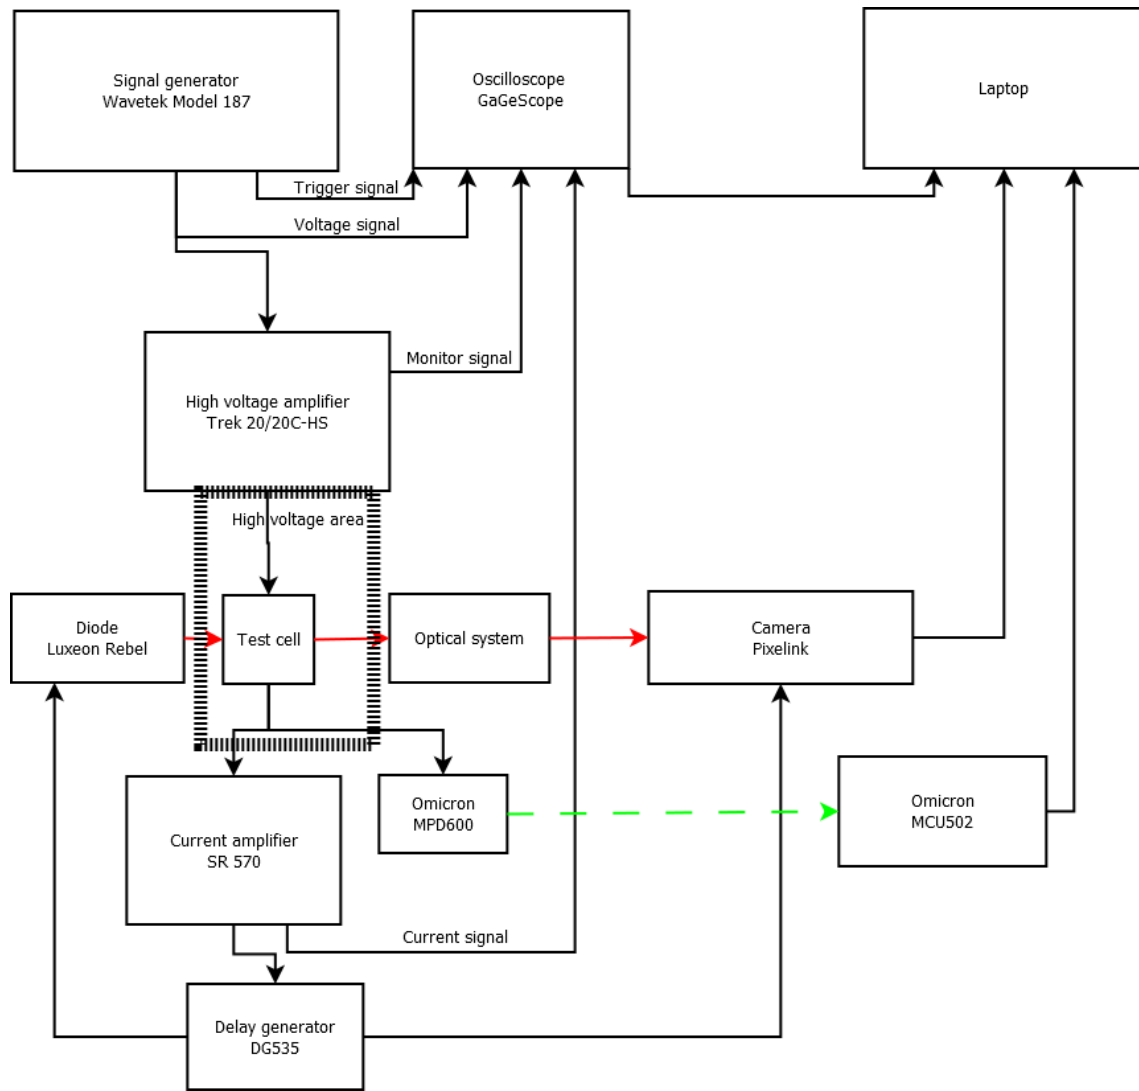 Signal generator
Wavetek Model 187
Oscilloscope
GaGeScope
Laptop
Trigger signal
Voltage signal
Monitor signal
High voltage amplifier
Trek 20/20C-HS
High voltage area
Diode
Luxeon Rebel
Test cell
Optical system
Camera
Pixelink
Omicron
MPD600
Omicron
MCU502
Current amplifier
SR 570
Current signal
Delay generator
DG535